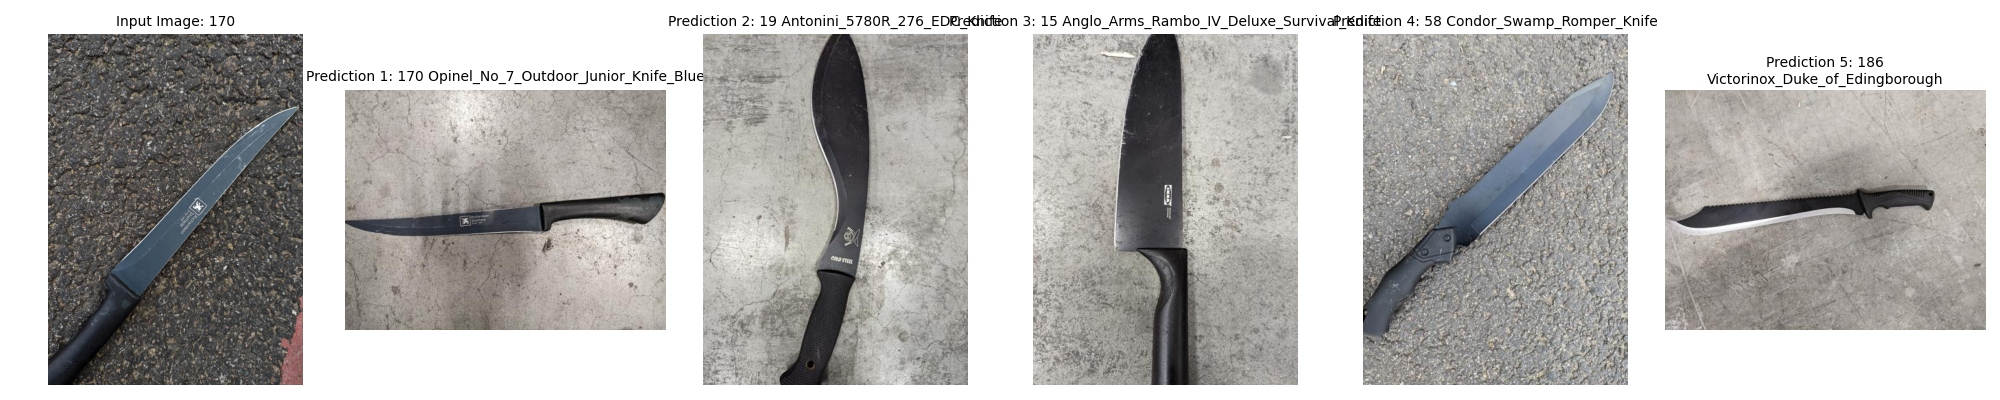 Input Image: 170
Prediction 1: 170 Opinel_No_7_Outdoor_Junior_Knife_Blue
Prediction 2: 19 Antonini_5780R_276_EDC_Knife
Prediction 3: 15 Anglo_Arms_Rambo_IV_Deluxe_Survival_Knife
Prediction 4: 58 Condor_Swamp_Romper_Knife
Prediction 5: 186
Victorinox_Duke_of_Edingborough
COLD STEEL